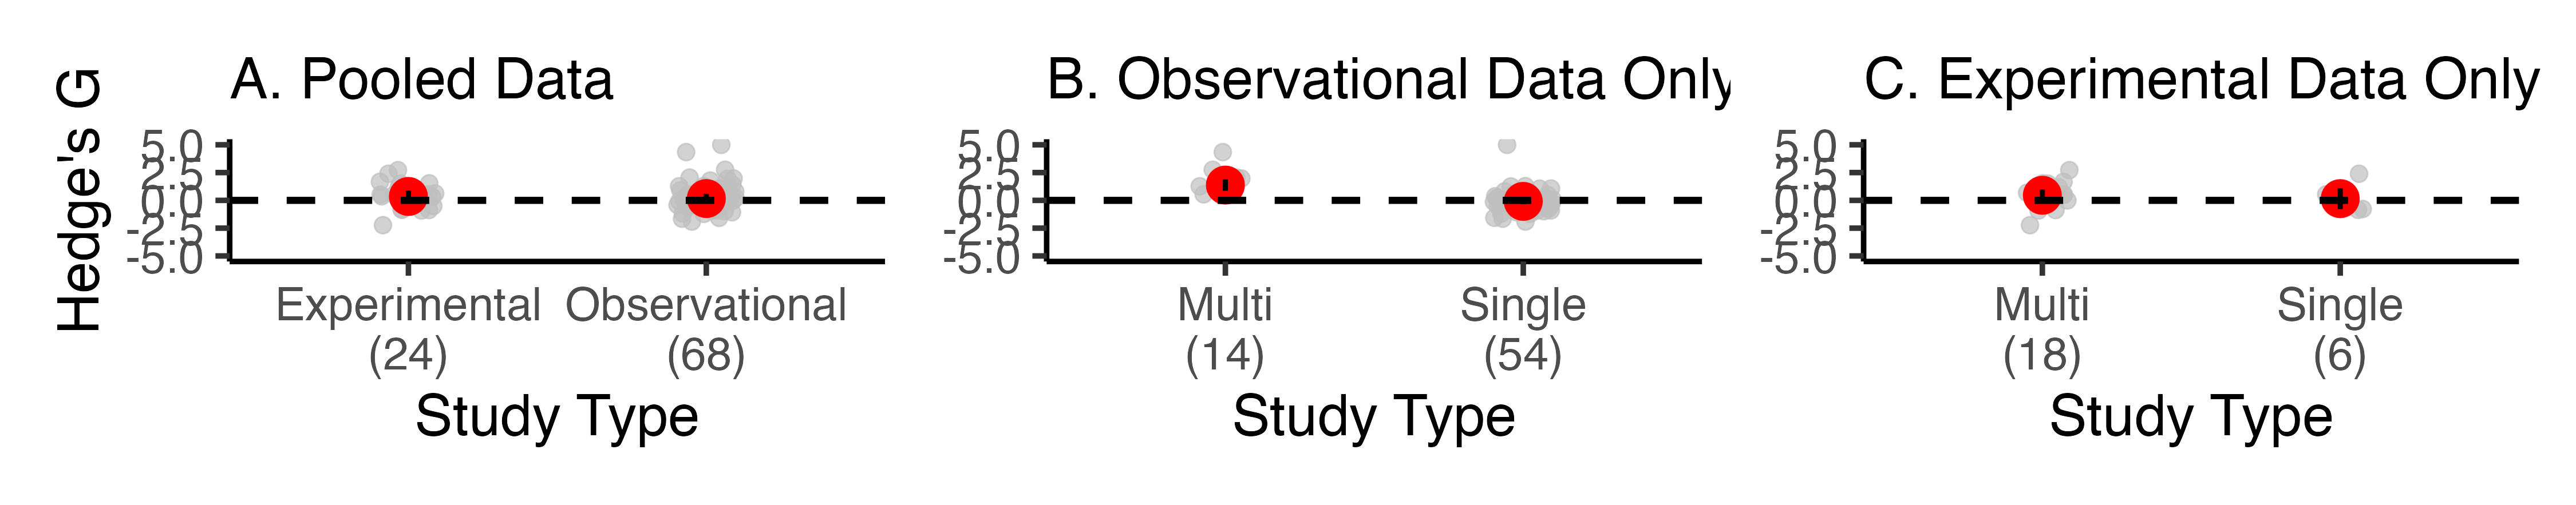 Hedge's G
A. Pooled Data
5.0
2.5
0.0
-2.5
-5.0
Experimental Observational
(24) (68)
Study Type
B. Observational Data Only
5.0
2.5
0.0
-2.5
-5.0
Multi Single
(14) (54)
Study Type
C. Experimental Data Only
5.0
2.5
0.0
-2.5
-5.0
Multi Single
(18) (6)
Study Type